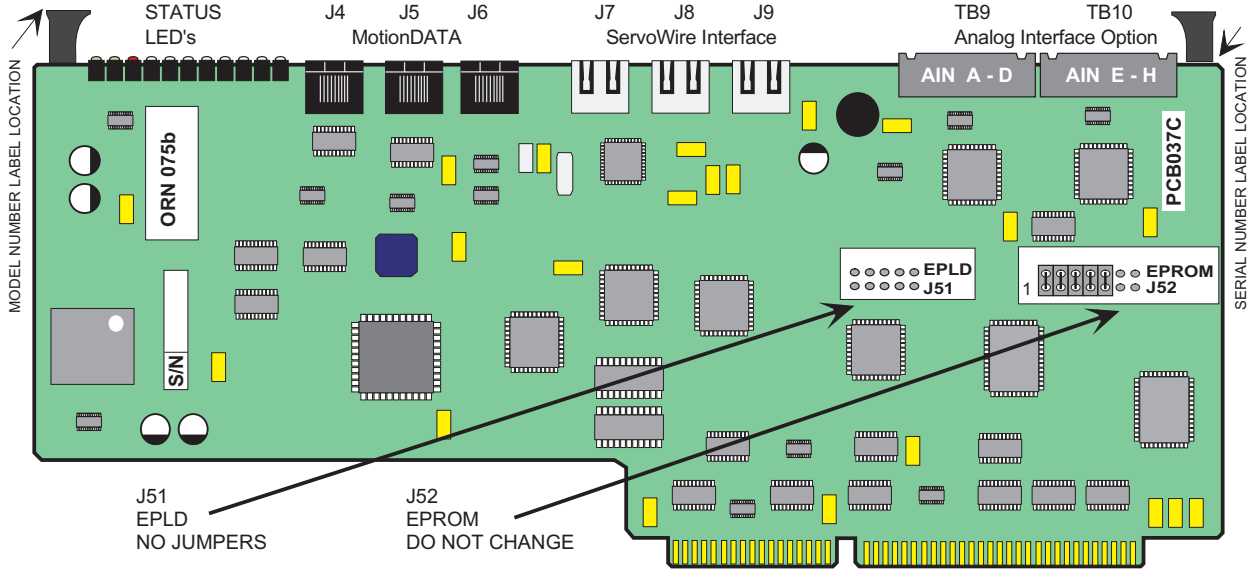 STATUS
LED's
J4 J5 J6
MotionDATA
J7 J8 J9
ServoWire Interface
TB9 TB10
Analog Interface Option
MODEL NUMBER LABEL LOCATION
SERIAL NUMBER LABEL LOCATION
AIN A - D
AIN E - H
ORN 075b
PCB037C
EPLD
J51
1
EPROM
J52
S/N
J51
EPLD
NO JUMPERS
J52
EPROM
DO NOT CHANGE